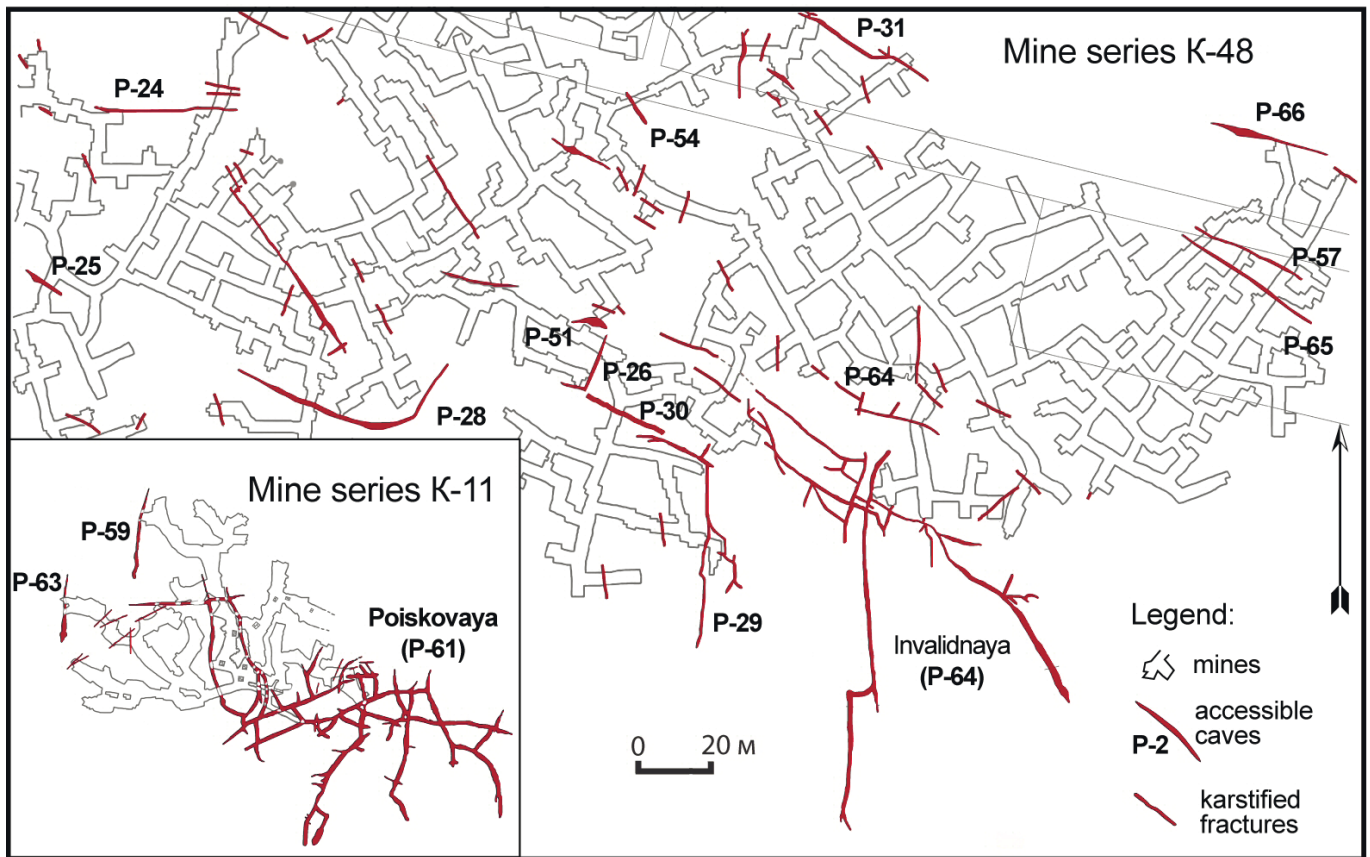 P-31
Mine series К-48
P-24
P-66
P-54
P-57
P-25
P-51
P-65
P-26
P-64
P-30
P-28
Mine series К-11
P-59
P-63
Poiskovaya
(P-61)
P-29
Invalidnaya
(P-64)
0 20 м
Legend:
mines
accessible
caves
P-2
karstified
fractures